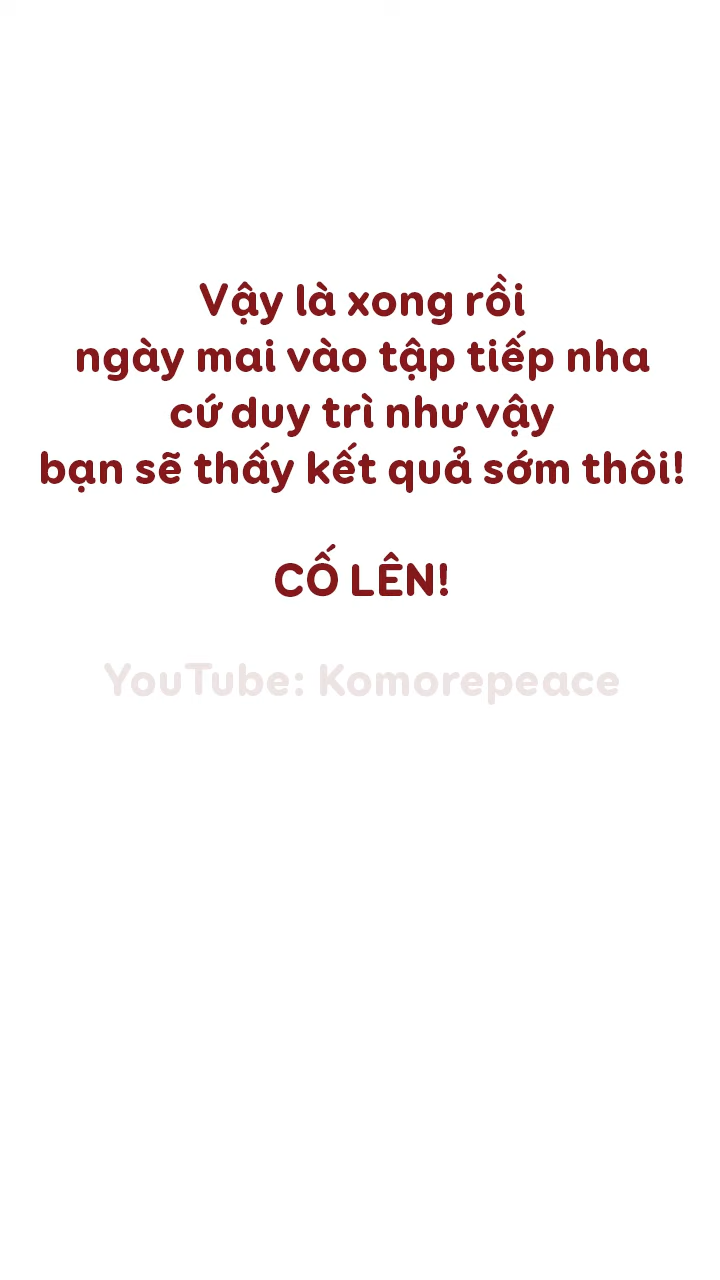 Vậy là xong rồi
ngày mai vào tập tiếp nha
cứ duy trì như vậy
bạn sẽ thấy kết quả sớm thôi!
CỐ LÊN!
YouTube: Komorepeace